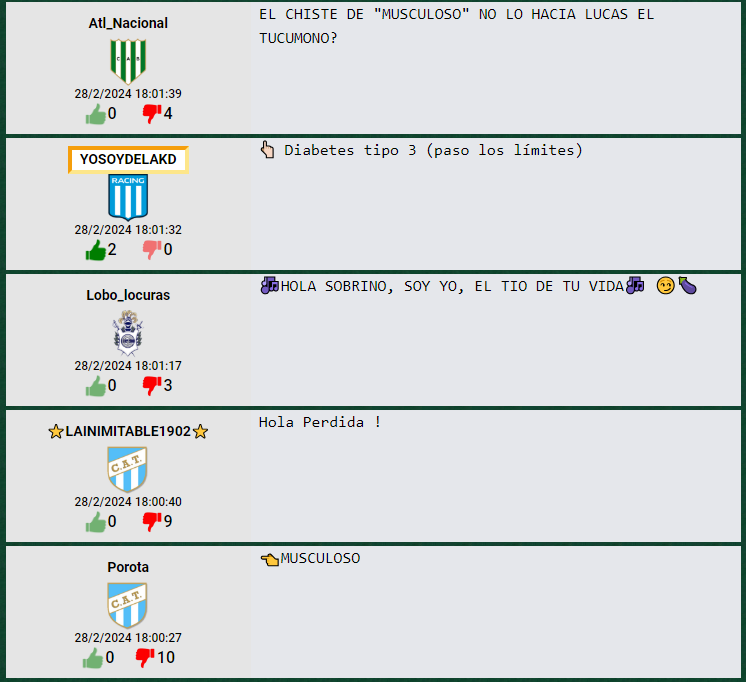 Atl_Nacional
EL CHISTE DE "MUSCULOSO" NO LO HACIA LUCAS EL
TUCUMONO?
C A B
28/2/2024 18:01:39
0 4
YOSOYDELAKD
👆🏻 Diabetes tipo 3 (paso los límites)
RACING
28/2/2024 18:01:32
2 0
Lobo_locuras
🎶HOLA SOBRINO, SOY YO, EL TIO DE TU VIDA🎶 😏🍆
28/2/2024 18:01:17
0 3
⭐LAINIMITABLE1902⭐
Hola Perdida !
C.A.T.
28/2/2024 18:00:40
0 9
Porota
👈MUSCULOSO
C.A.T.
28/2/2024 18:00:27
0 10